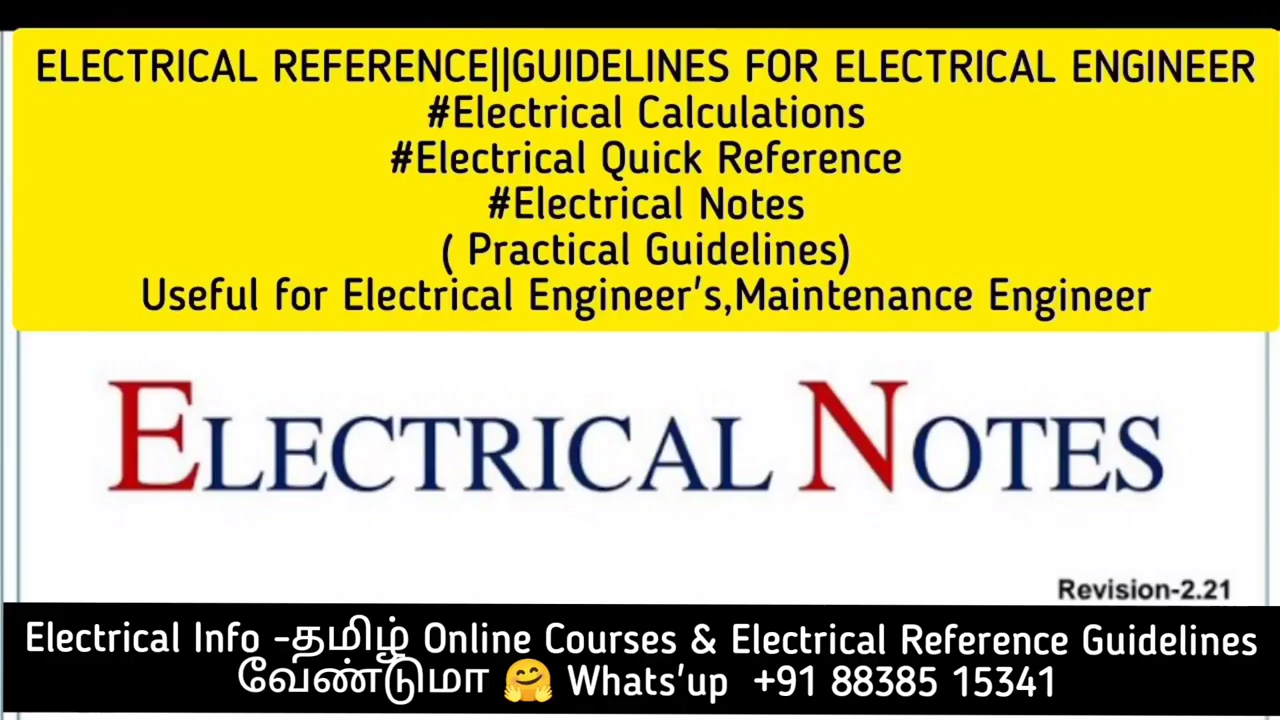 ELECTRICAL REFERENCE||GUIDELINES FOR ELECTRICAL ENGINEER
#Electrical Calculations
#Electrical Quick Reference
#Electrical Notes
( Practical Guidelines)
Useful for Electrical Engineer's,Maintenance Engineer
ELECTRICAL NOTES
Revision-2.21
Electrical Info -தமிழ் Online Courses & Electrical Reference Guidelines
வேண்டுமா 🤗 Whats'up +91 88385 15341